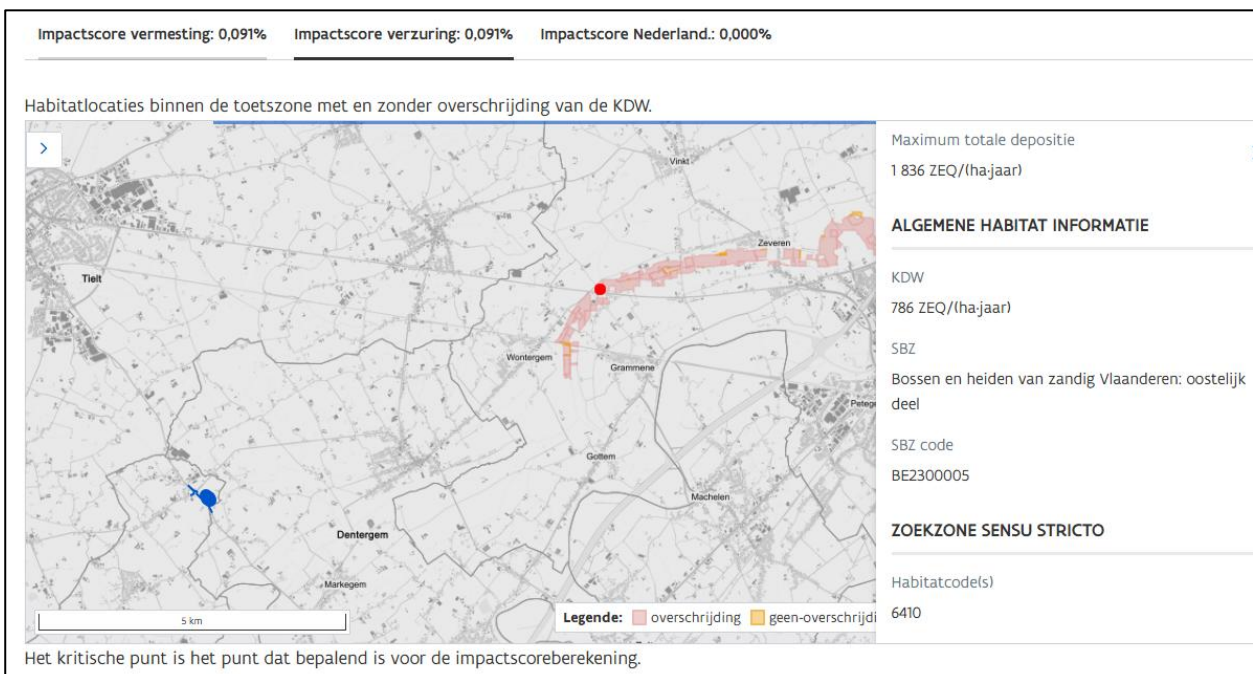 Impactscore vermesting: 0,091% Impactscore verzuring: 0,091% Impactscore Nederland.: 0,000%
Habitatlocaties binnen de toetszone met en zonder overschrijding van de KDW.
Maximum totale depositie
1 836 ZEQ/(ha·jaar)
ALGEMENE HABITAT INFORMATIE
KDW
786 ZEQ/(ha·jaar)
SBZ
Bossen en heiden van zandig Vlaanderen: oostelijk
deel
SBZ code
BE2300005
ZOEKZONE SENSU STRICTO
Habitatcode(s)
6410
Vinkt
Zeveren
Tielt
Wontergem
Grammene
Petege
Gottem
Machelen
Dentergem
Markegem
5 km
Legende: overschrijding geen-overschrijdi
Het kritische punt is het punt dat bepalend is voor de impactscoreberekening.